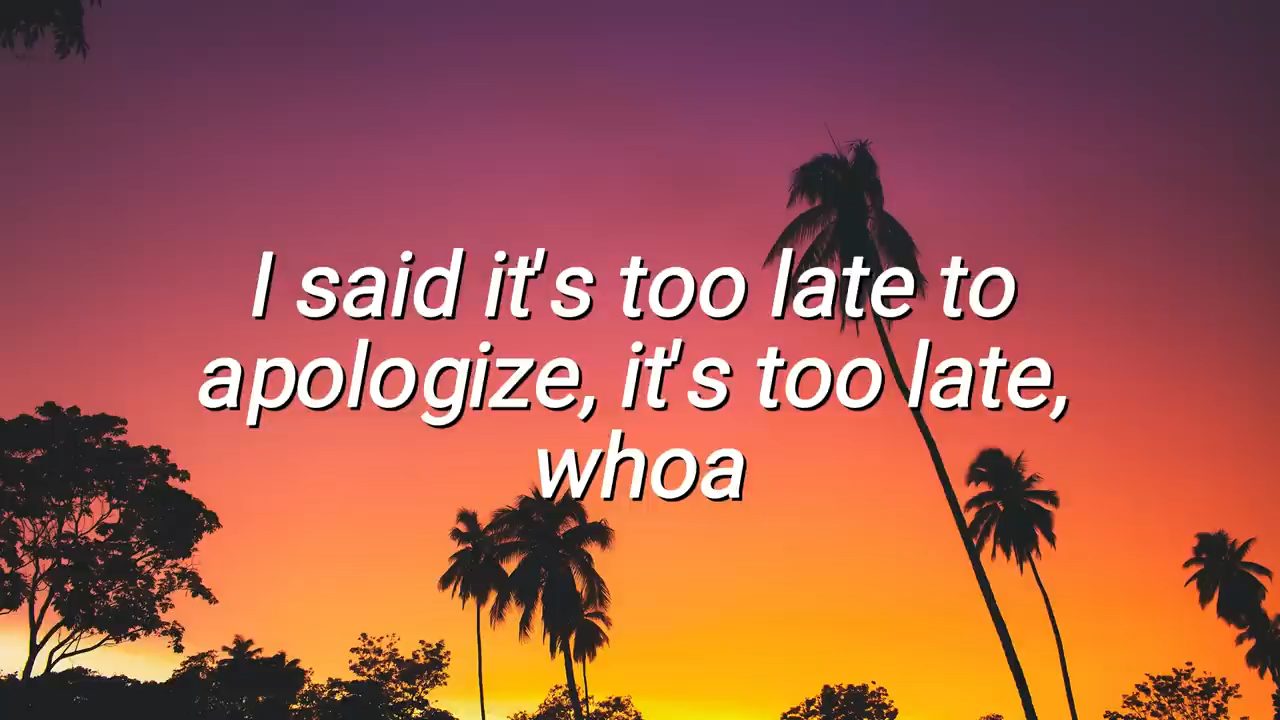 I said it's too late to
apologize, it's too late,
whoa